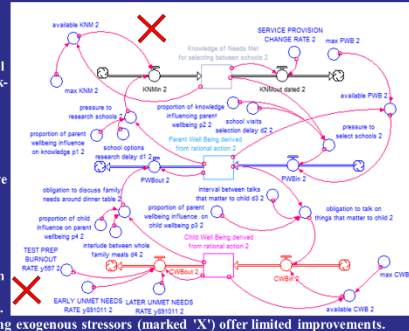 available KNM 2
SERVICE PROVISION
CHANGE RATE 2
max PWB 2
Knowledge of Needs Met
for selecting between schools 2
KNMin 2
KNMout dated 2
max KNM 2
available PWB 2
pressure to
research schools 2
proportion of knowledge
influencing parent
wellbeing p2 2
school visits
selection delay d2 2
pressure to
select schools 2
proportion of parent
wellbeing influence
on knowledge p1 2
school options
research delay d1 2
Parent Well Being derived
from rational action 2
PWBout 2
PWBin 2
obligation to discuss family
needs around dinner table 2
interval between talks
that matter to child d3 2
obligation to talk on
things that matter to child 2
proportion of child
influence on parent
wellbeing p4 2
proportion of parent
wellbeing influence on
child wellbeing p3 2
interlude between whole
family meals d4 2
Child Well Being derived
from rational action 2
TEST PREP
BURNOUT
RATE y567 2
CWBout 2
CWBin 2
max CWB
EARLY UNMET NEEDS
RATE y891011 2
LATER UNMET NEEDS
RATE y891011 2
available CWB 2
ng exogenous stressors (marked 'X') offer limited improvements.